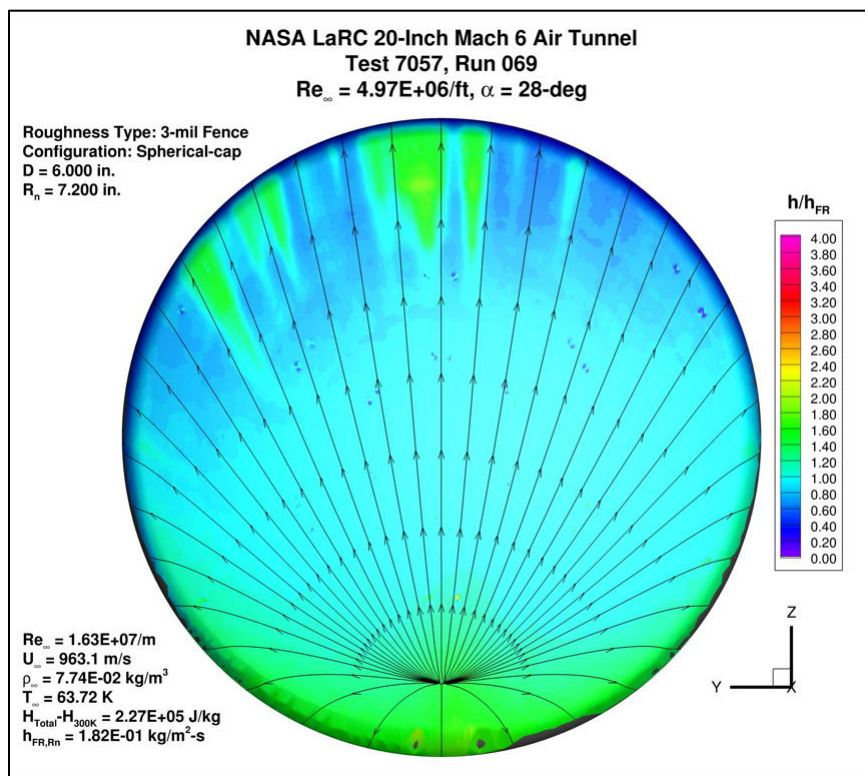 NASA LaRC 20-Inch Mach 6 Air Tunnel
Test 7057, Run 069
Re∞ = 4.97E+06/ft, α = 28-deg
Roughness Type: 3-mil Fence
Configuration: Spherical-cap
D = 6.000 in.
Rn = 7.200 in.
h/hFR
4.00
3.80
3.60
3.40
3.20
3.00
2.80
2.60
2.40
2.20
2.00
1.80
1.60
1.40
1.20
1.00
0.80
0.60
0.40
0.20
0.00
Re∞ = 1.63E+07/m
U∞ = 963.1 m/s
ρ∞ = 7.74E-02 kg/m³
T∞ = 63.72 K
HTotal-H300K = 2.27E+05 J/kg
hFR,Rn = 1.82E-01 kg/m²-s
Z
Y
X